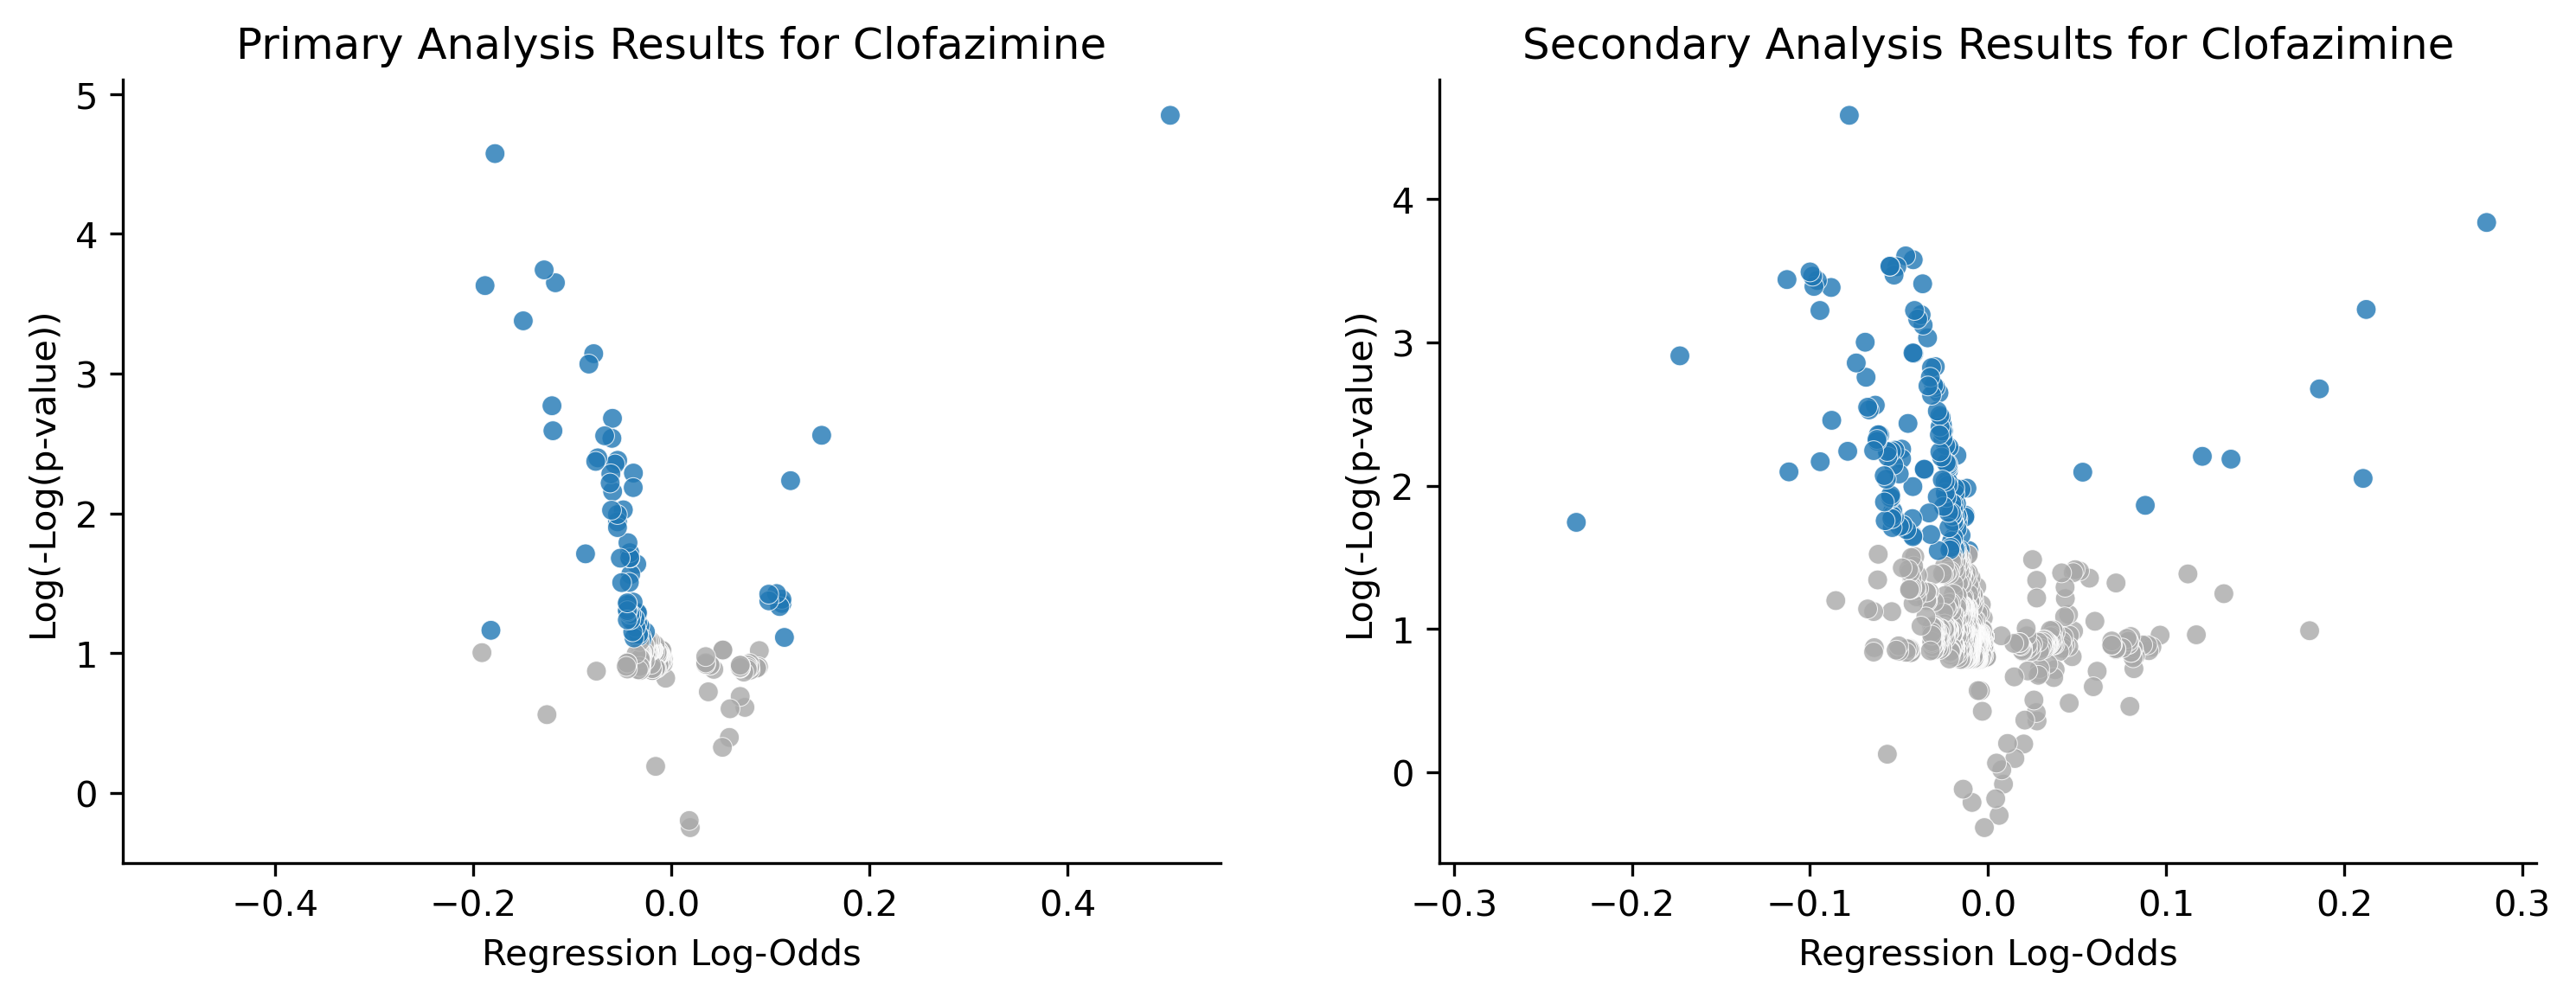 Primary Analysis Results for Clofazimine
5
4
3
2
1
0
Log(-Log(p-value))
−0.4 −0.2 0.0 0.2 0.4
Regression Log-Odds
Secondary Analysis Results for Clofazimine
4
3
2
1
0
Log(-Log(p-value))
−0.3 −0.2 −0.1 0.0 0.1 0.2 0.3
Regression Log-Odds